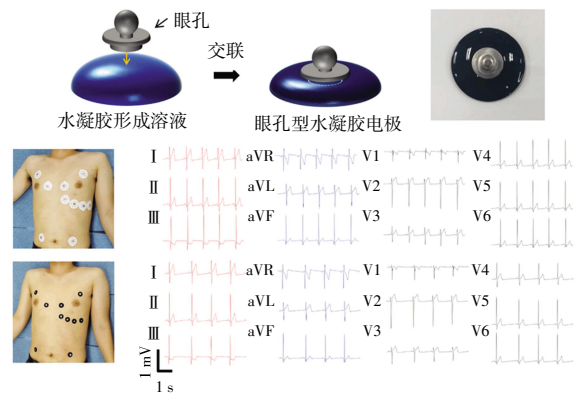 眼孔
交联
水凝胶形成溶液
眼孔型水凝胶电极
I aVR V1 V4
II aVL V2 V5
III aVF V3 V6
I aVR V1 V4
II aVL V2 V5
III aVF V3 V6
1 mV
1 s